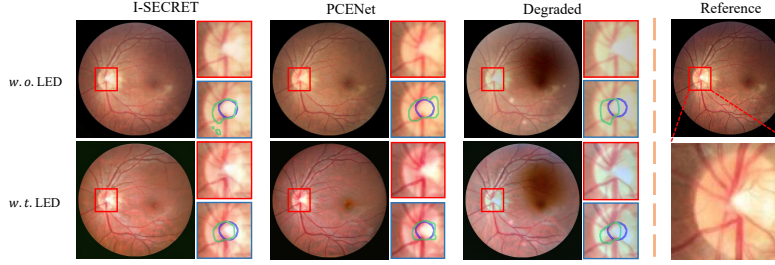 I-SECRET
PCENet
Degraded
Reference
w.o. LED
w.t. LED